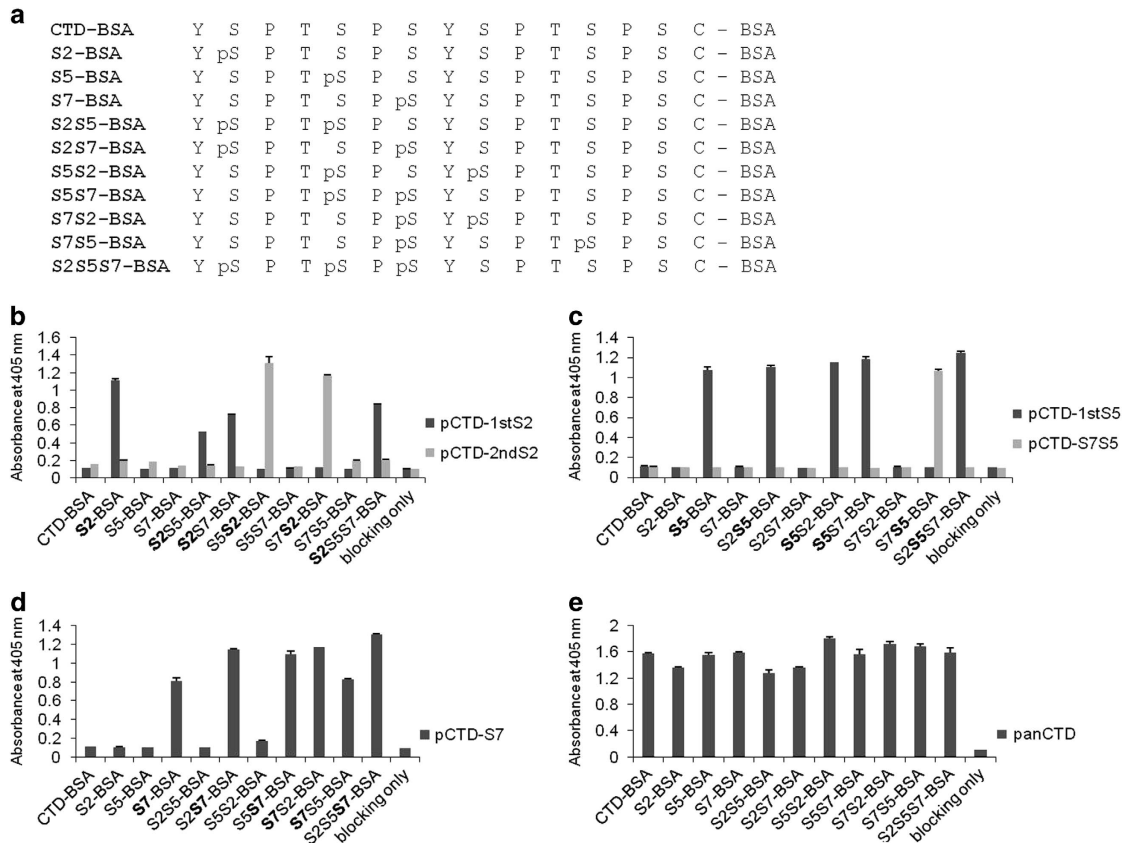 a
CTD-BSA Y S P T S P S Y S P T S P S C - BSA
S2-BSA Y pS P T S P S Y S P T S P S C - BSA
S5-BSA Y S P T pS P S Y S P T S P S C - BSA
S7-BSA Y S P T S P pS Y S P T S P S C - BSA
S2S5-BSA Y pS P T pS P S Y S P T S P S C - BSA
S2S7-BSA Y pS P T S P pS Y S P T S P S C - BSA
S5S2-BSA Y S P T pS P S Y pS P T S P S C - BSA
S5S7-BSA Y S P T pS P pS Y S P T S P S C - BSA
S7S2-BSA Y S P T S P pS Y pS P T S P S C - BSA
S7S5-BSA Y S P T S P pS Y S P T pS P S C - BSA
S2S5S7-BSA Y pS P T pS P pS Y S P T S P S C - BSA
b
Absorbance at 405 nm
1.6
1.4
1.2
1
0.8
0.6
0.4
0.2
0
pCTD-1stS2
pCTD-2ndS2
CTD-BSA
S2-BSA
S5-BSA
S7-BSA
S2S5-BSA
S2S7-BSA
S5S2-BSA
S5S7-BSA
S7S2-BSA
S7S5-BSA
S2S5S7-BSA
blocking only
c
Absorbance at 405 nm
1.4
1.2
1
0.8
0.6
0.4
0.2
0
pCTD-1stS5
pCTD-S7S5
CTD-BSA
S2-BSA
S5-BSA
S7-BSA
S2S5-BSA
S2S7-BSA
S5S2-BSA
S5S7-BSA
S7S2-BSA
S7S5-BSA
S2S5S7-BSA
blocking only
d
Absorbance at 405 nm
1.4
1.2
1
0.8
0.6
0.4
0.2
0
pCTD-S7
CTD-BSA
S2-BSA
S5-BSA
S7-BSA
S2S5-BSA
S2S7-BSA
S5S2-BSA
S5S7-BSA
S7S2-BSA
S7S5-BSA
S2S5S7-BSA
blocking only
e
Absorbance at 405 nm
2
1.6
1.2
0.8
0.4
0
panCTD
CTD-BSA
S2-BSA
S5-BSA
S7-BSA
S2S5-BSA
S2S7-BSA
S5S2-BSA
S5S7-BSA
S7S2-BSA
S7S5-BSA
S2S5S7-BSA
blocking only